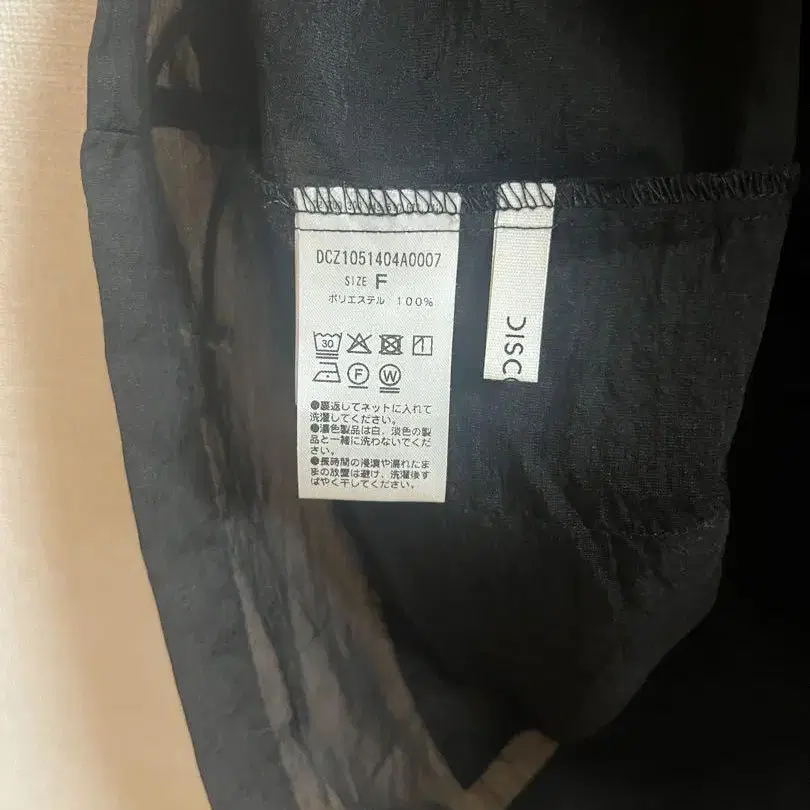 DCZ1051404A0007
SIZE F
ポリエステル 100%
30
F W
●裏返してネットに入れて
洗濯してください。
●濃色製品は白、淡色の製
品と一緒に洗わないでくだ
さい。
●長時間の浸漬や濡れたま
まの放置は避け、洗濯後す
ばやく干してください。
DISC